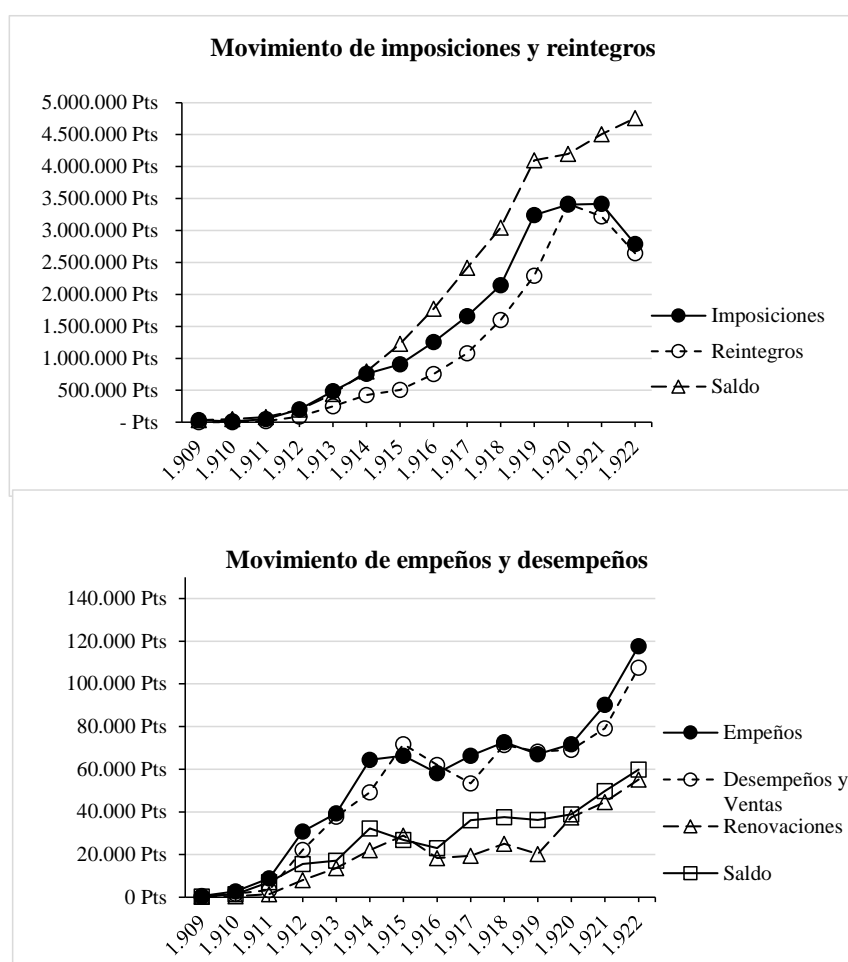 Movimiento de imposiciones y reintegros
5.000.000 Pts
4.500.000 Pts
4.000.000 Pts
3.500.000 Pts
3.000.000 Pts
2.500.000 Pts
2.000.000 Pts
1.500.000 Pts
1.000.000 Pts
500.000 Pts
- Pts
1.909
1.910
1.911
1.912
1.913
1.914
1.915
1.916
1.917
1.918
1.919
1.920
1.921
1.922
Imposiciones
Reintegros
Saldo
Movimiento de empeños y desempeños
140.000 Pts
120.000 Pts
100.000 Pts
80.000 Pts
60.000 Pts
40.000 Pts
20.000 Pts
0 Pts
1.909
1.910
1.911
1.912
1.913
1.914
1.915
1.916
1.917
1.918
1.919
1.920
1.921
1.922
Empeños
Desempeños y
Ventas
Renovaciones
Saldo